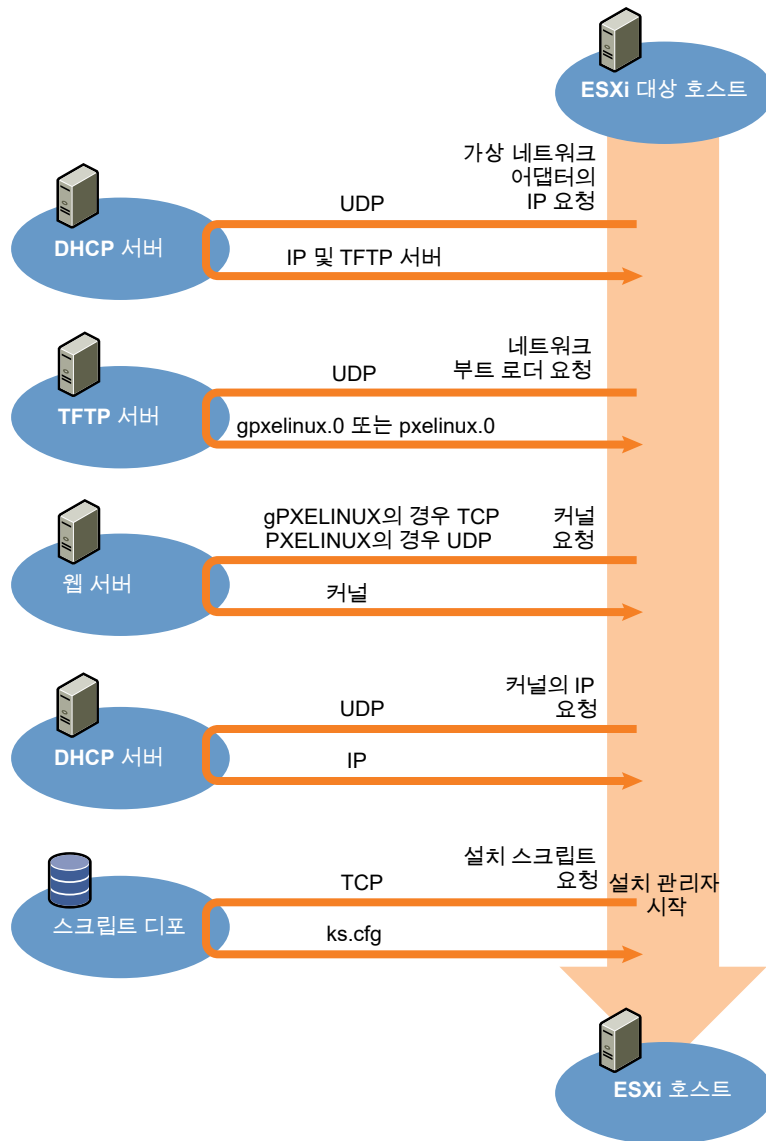 ESXi 대상 호스트
가상 네트워크
어댑터의
IP 요청
UDP
DHCP 서버
IP 및 TFTP 서버
네트워크
부트 로더 요청
UDP
TFTP 서버
gpxelinux.0 또는 pxelinux.0
gPXELINUX의 경우 TCP
PXELINUX의 경우 UDP
커널
요청
웹 서버
커널
커널의 IP
요청
UDP
DHCP 서버
IP
설치 스크립트
요청
TCP
설치 관리자
시작
스크립트 디포
ks.cfg
ESXi 호스트